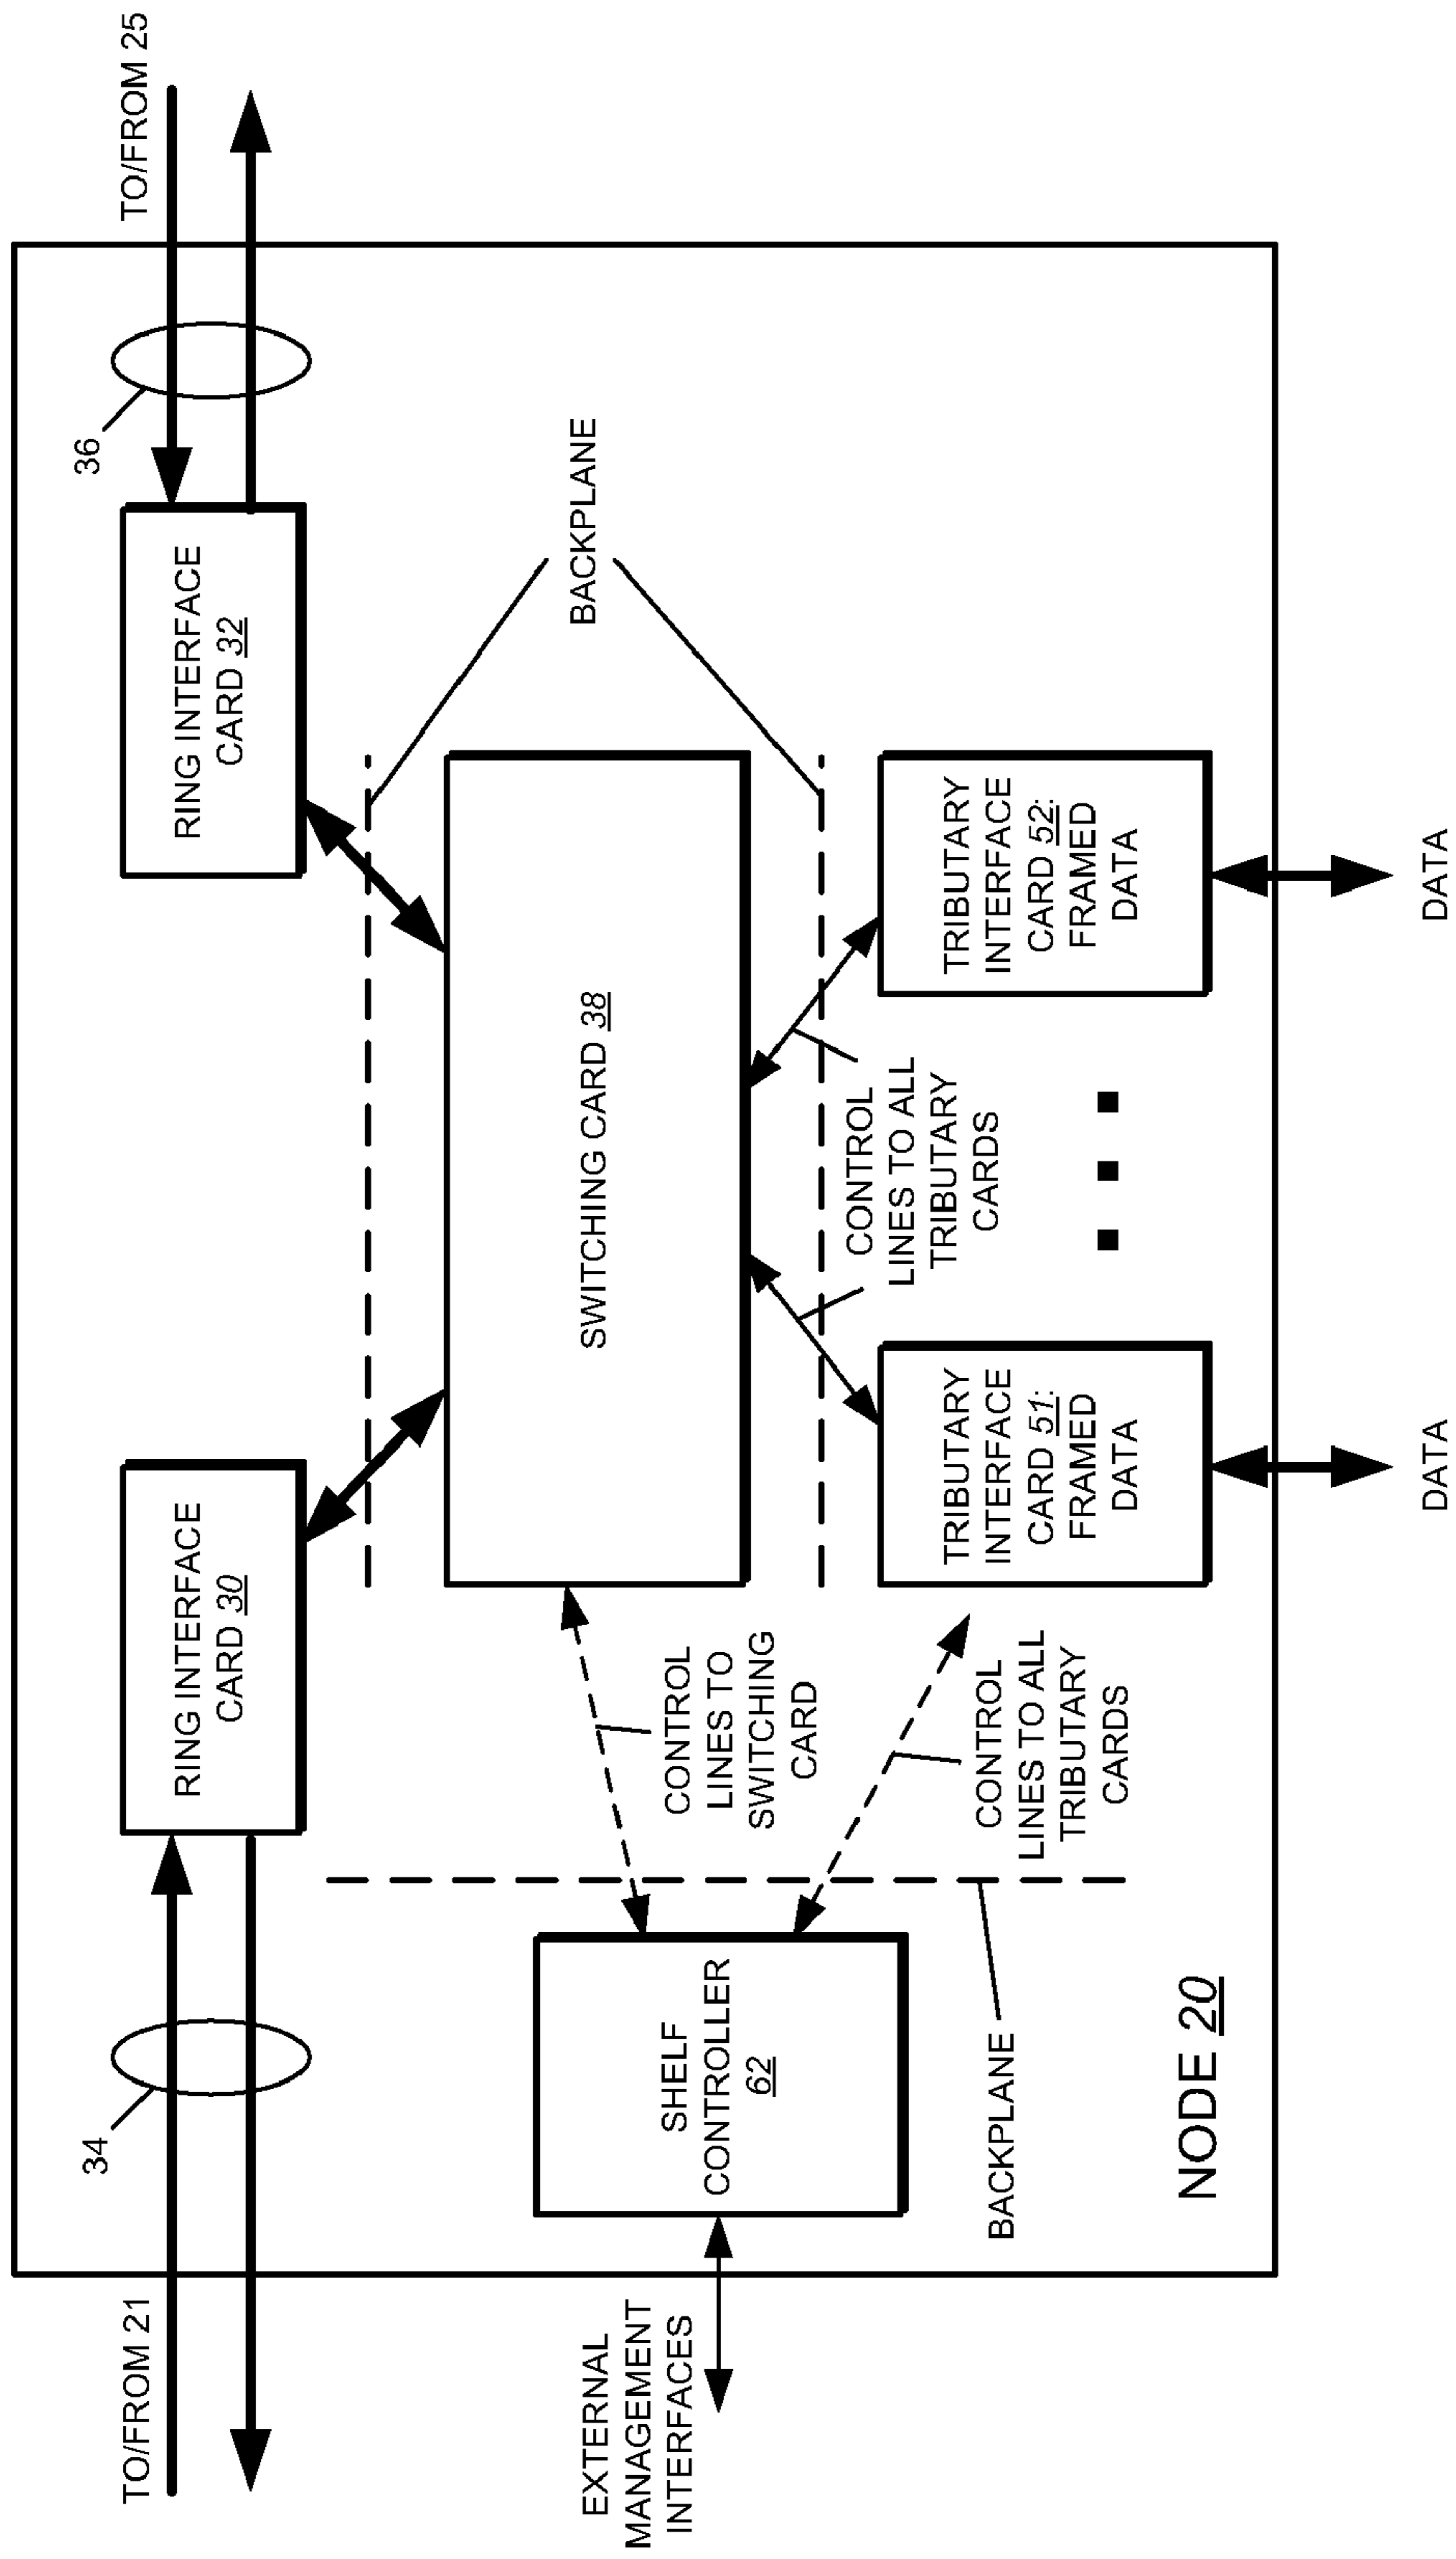 TO/FROM 21
TO/FROM 25
34
36
RING INTERFACE
CARD 30
RING INTERFACE
CARD 32
BACKPLANE
SWITCHING CARD 38
EXTERNAL
MANAGEMENT
INTERFACES
SHELF
CONTROLLER
62
CONTROL
LINES TO
SWITCHING
CARD
CONTROL
LINES TO ALL
TRIBUTARY
CARDS
CONTROL
LINES TO ALL
TRIBUTARY
CARDS
TRIBUTARY
INTERFACE
CARD 51:
FRAMED
DATA
TRIBUTARY
INTERFACE
CARD 52:
FRAMED
DATA
BACKPLANE
NODE 20
DATA
DATA